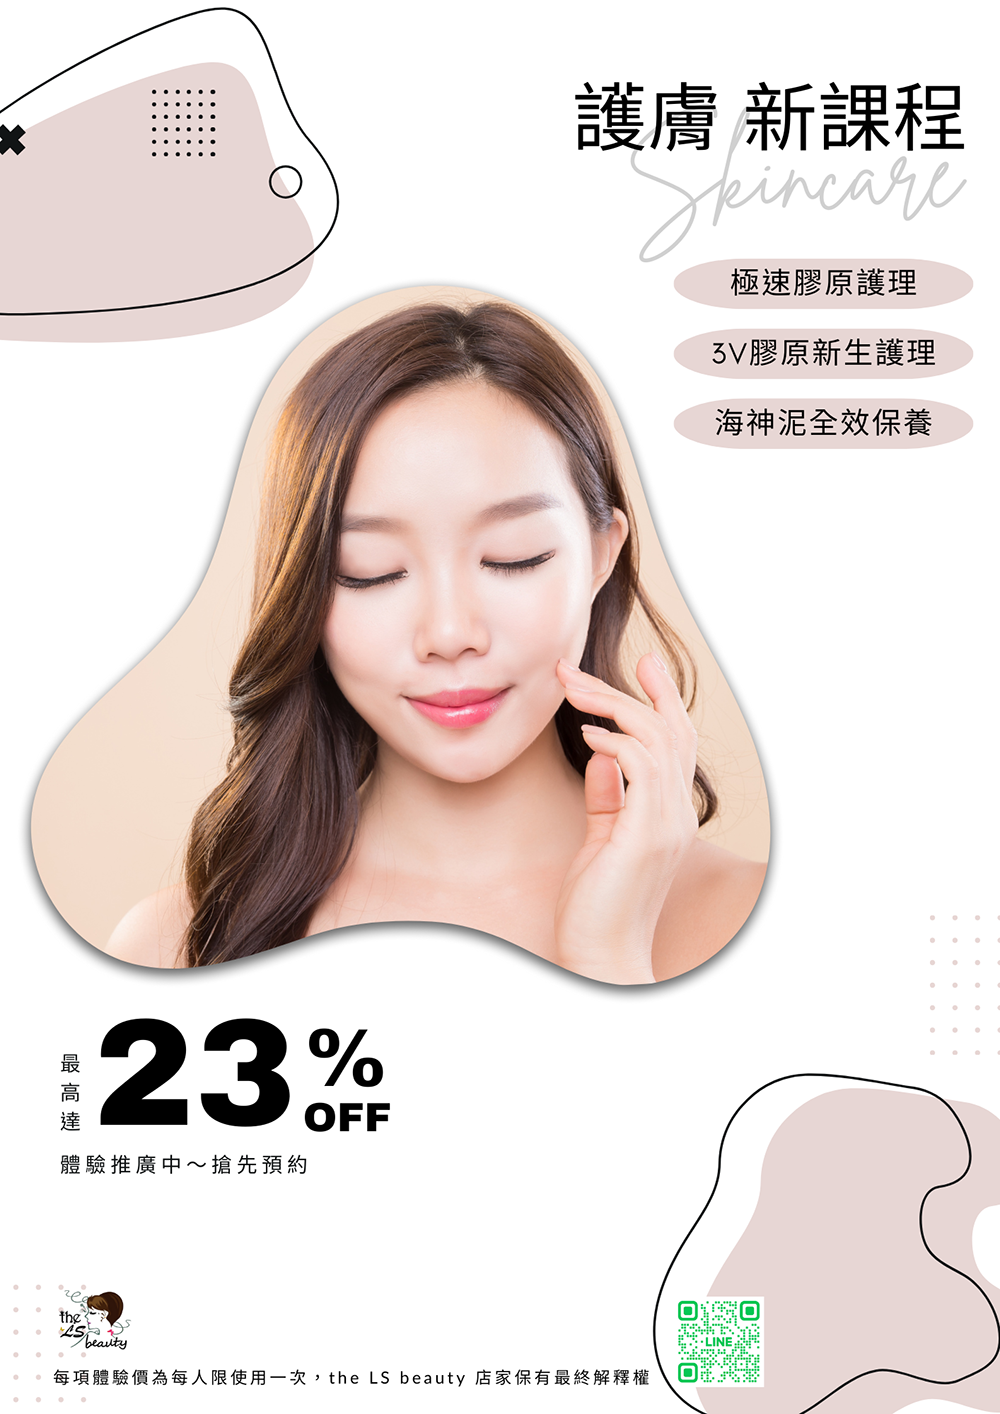 護膚 新課程
Skincare
極速膠原護理
3V膠原新生護理
海神泥全效保養
最高達
23%
OFF
體驗推廣中～搶先預約
the
LS
beauty
LINE
每項體驗價為每人限使用一次，the LS beauty 店家保有最終解釋權